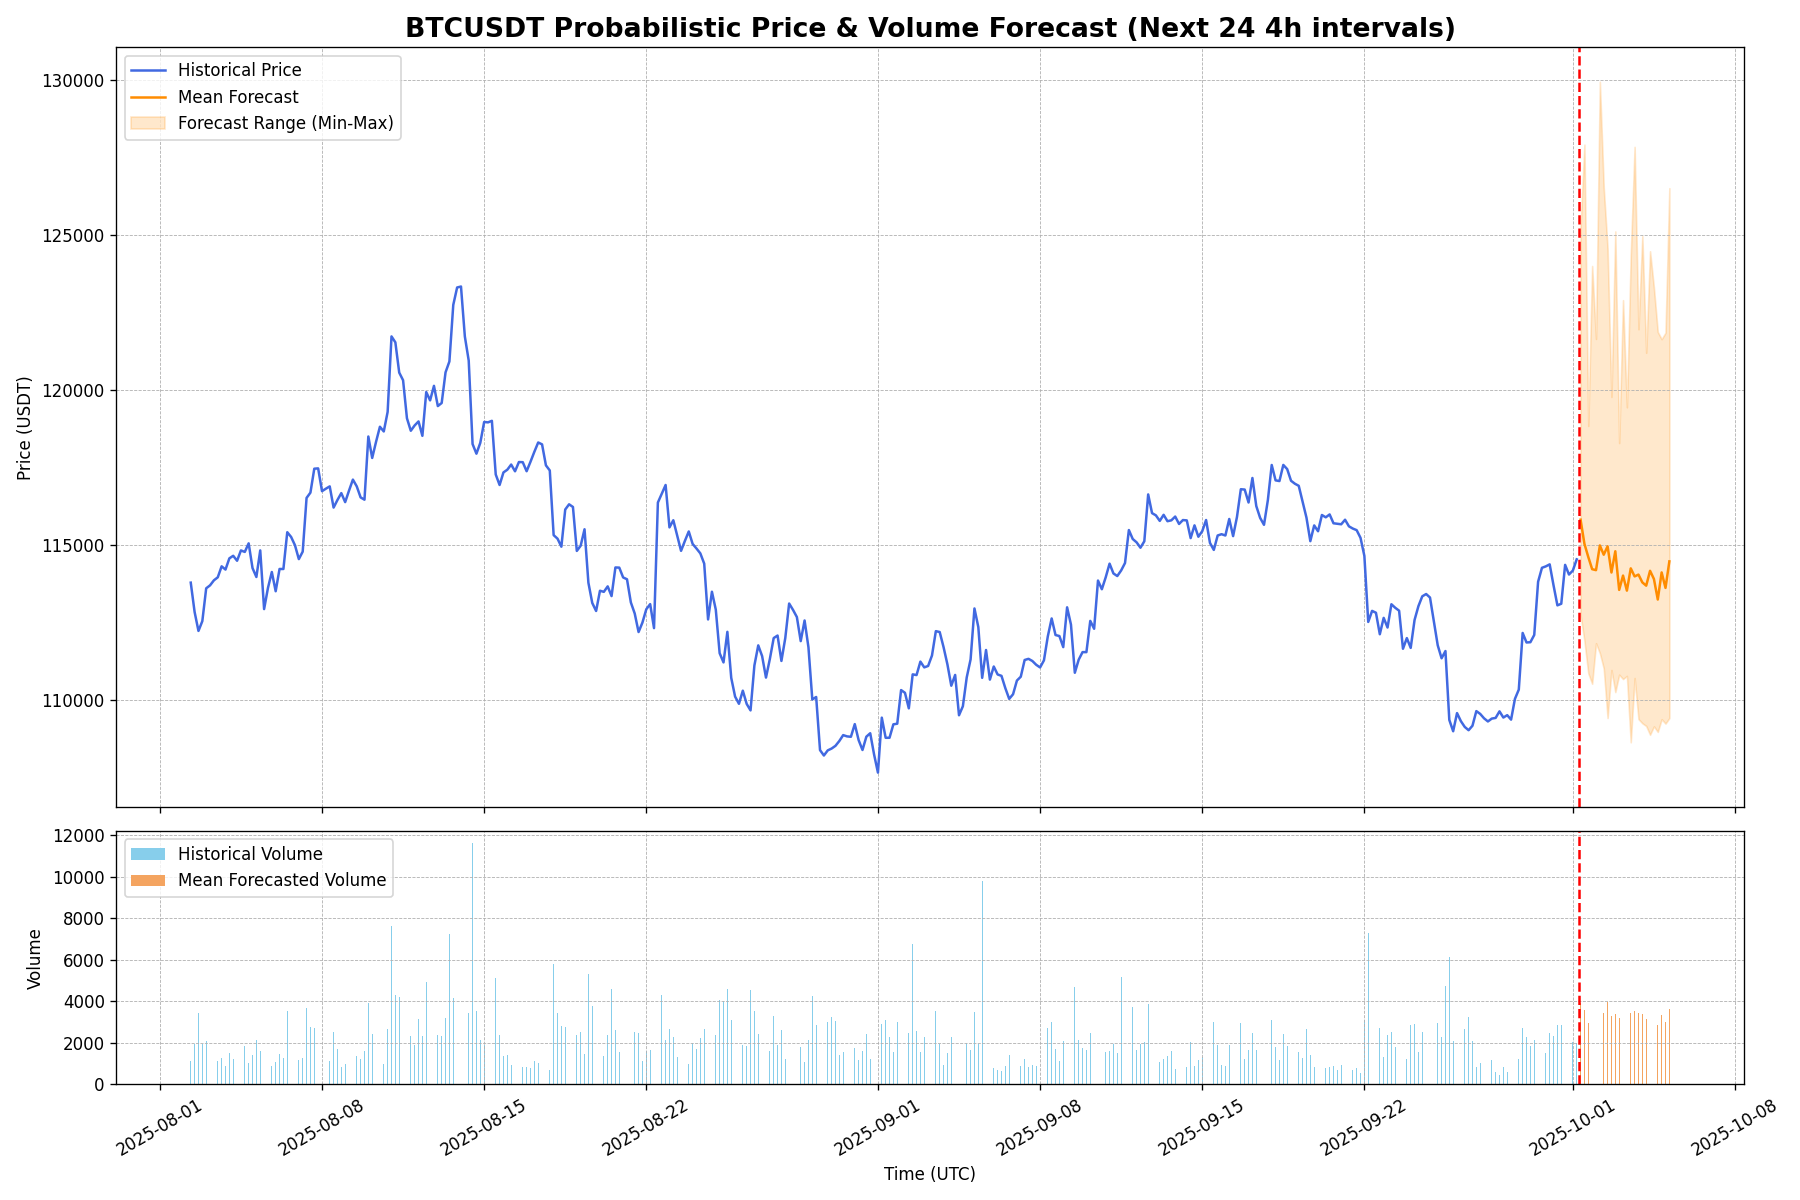 BTCUSDT Probabilistic Price & Volume Forecast (Next 24 4h intervals)
Historical Price
Mean Forecast
Forecast Range (Min-Max)
130000
125000
120000
115000
110000
Price (USDT)
Historical Volume
Mean Forecasted Volume
12000
10000
8000
6000
4000
2000
0
Volume
2025-08-01
2025-08-08
2025-08-15
2025-08-22
2025-09-01
2025-09-08
2025-09-15
2025-09-22
2025-10-01
2025-10-08
Time (UTC)